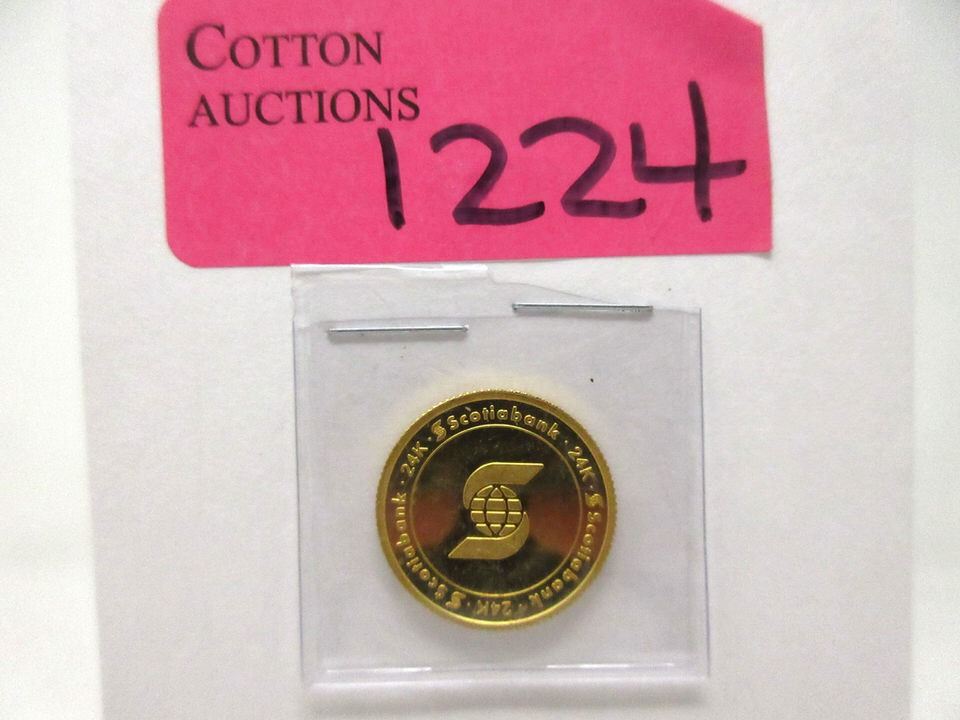 COTTON
AUCTIONS
1224
Scotiabank · 24K · Scotiabank · 24K · Scotiabank · 24K ·